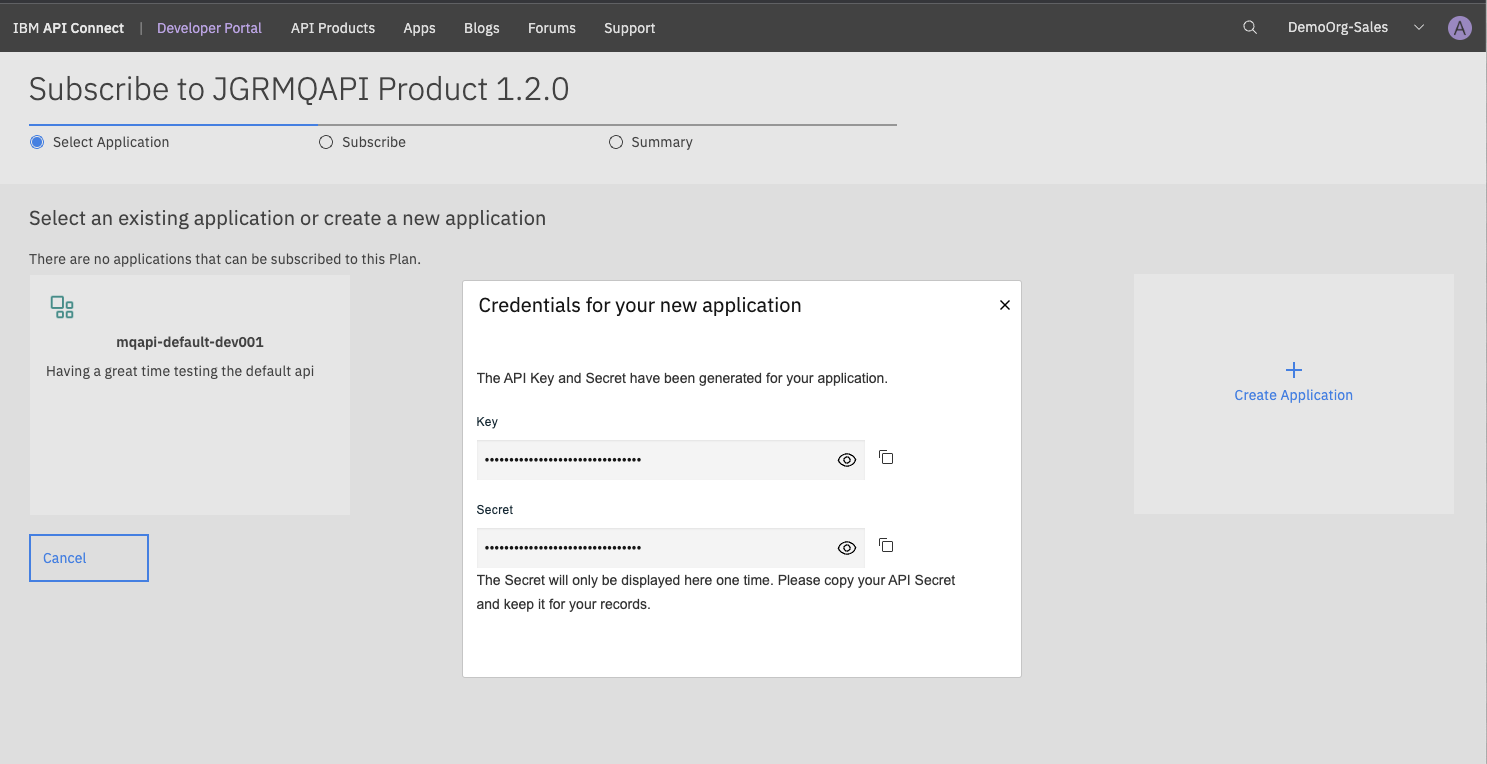 IBM API Connect | Developer Portal API Products Apps Blogs Forums Support DemoOrg-Sales A
Subscribe to JGRMQAPI Product 1.2.0
Select Application Subscribe Summary
Select an existing application or create a new application
There are no applications that can be subscribed to this Plan.
mqapi-default-dev001
Having a great time testing the default api
Cancel
Credentials for your new application
The API Key and Secret have been generated for your application.
Key
••••••••••••••••••••••••••••••••
Secret
••••••••••••••••••••••••••••••••
The Secret will only be displayed here one time. Please copy your API Secret
and keep it for your records.
Create Application